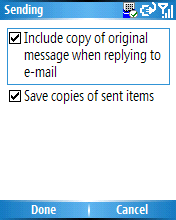 Sending
Include copy of original
message when replying to
e-mail
Save copies of sent items
Done
Cancel